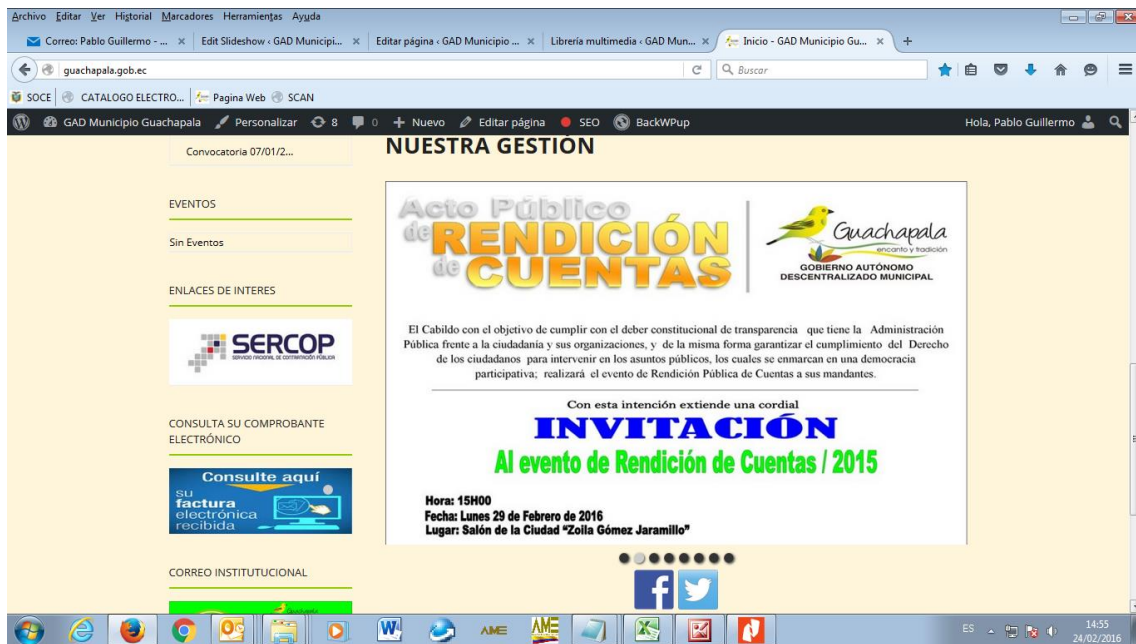 Archivo Editar Ver Historial Marcadores Herramientas Ayuda
Correo: Pablo Guillermo - ... × Edit Slideshow ‹ GAD Municipi... × Editar página ‹ GAD Municipio ... × Librería multimedia ‹ GAD Mun... × Inicio - GAD Municipio Gu... × +
guachapala.gob.ec
Buscar
SOCE CATALOGO ELECTRO... Pagina Web SCAN
GAD Municipio Guachapala Personalizar 8 0 + Nuevo Editar página SEO BackWPup Hola, Pablo Guillermo
Convocatoria 07/01/2...
EVENTOS
Sin Eventos
ENLACES DE INTERES
SERCOP
SERVICIO NACIONAL DE CONTRATACIÓN PÚBLICA
CONSULTA SU COMPROBANTE
ELECTRÓNICO
Consulte aquí
su
factura
electrónica
recibida
CORREO INSTITUTUCIONAL
Guachapala
NUESTRA GESTIÓN
Acto Público
de RENDICIÓN
de CUENTAS
Guachapala
encanto y tradición
GOBIERNO AUTÓNOMO
DESCENTRALIZADO MUNICIPAL
El Cabildo con el objetivo de cumplir con el deber constitucional de transparencia que tiene la Administración
Pública frente a la ciudadanía y sus organizaciones, y de la misma forma garantizar el cumplimiento del Derecho
de los ciudadanos para intervenir en los asuntos públicos, los cuales se enmarcan en una democracia
participativa; realizará el evento de Rendición Pública de Cuentas a sus mandantes.
Con esta intención extiende una cordial
INVITACIÓN
Al evento de Rendición de Cuentas / 2015
Hora: 15H00
Fecha: Lunes 29 de Febrero de 2016
Lugar: Salón de la Ciudad “Zoila Gómez Jaramillo”
AME
AME
ES
14:55
24/02/2016